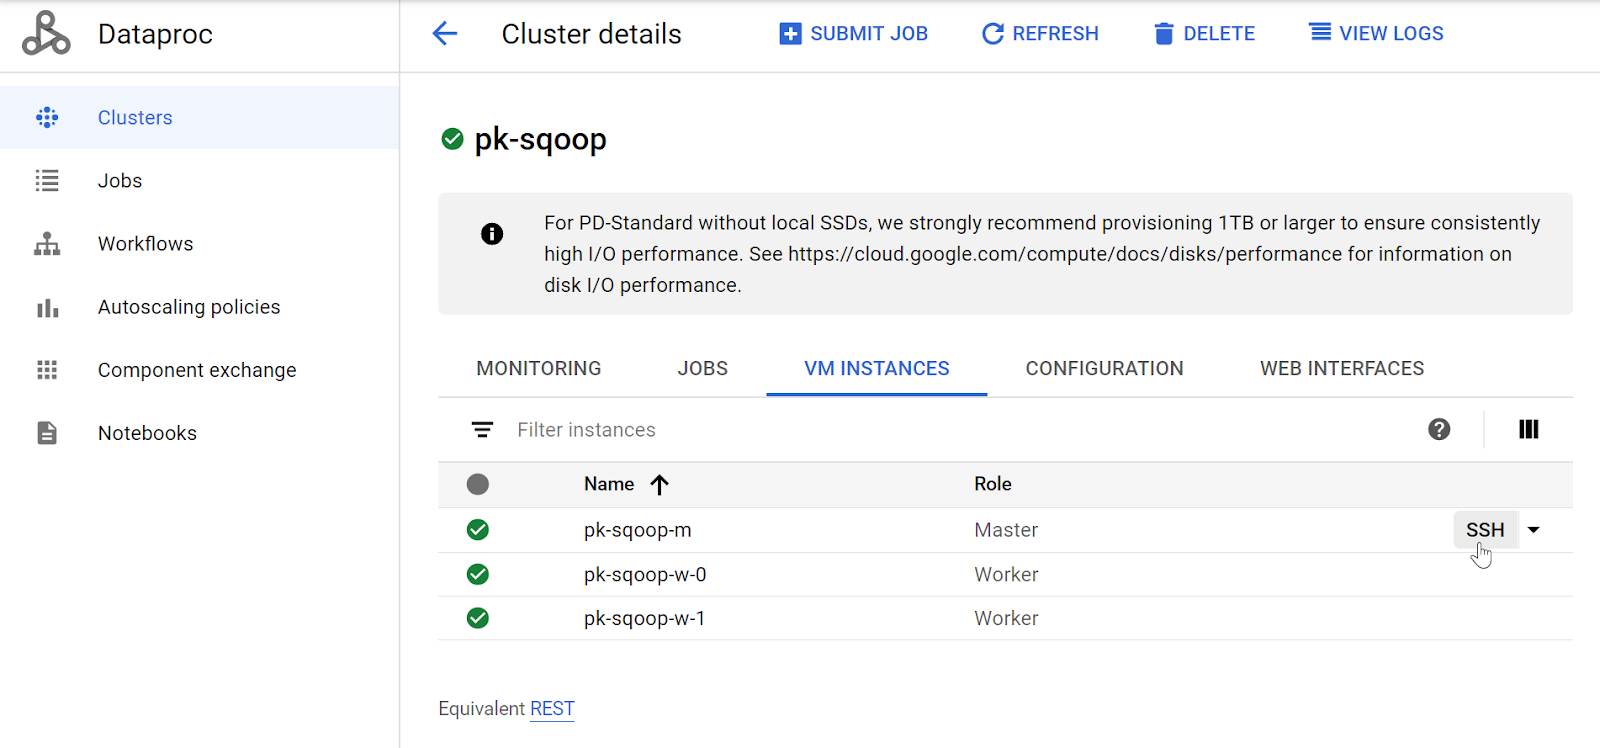 Dataproc
Cluster details
SUBMIT JOB
REFRESH
DELETE
VIEW LOGS
Clusters
Jobs
Workflows
Autoscaling policies
Component exchange
Notebooks
pk-sqoop
For PD-Standard without local SSDs, we strongly recommend provisioning 1TB or larger to ensure consistently
high I/O performance. See https://cloud.google.com/compute/docs/disks/performance for information on
disk I/O performance.
MONITORING JOBS VM INSTANCES CONFIGURATION WEB INTERFACES
Filter instances
Name Role
pk-sqoop-m Master SSH
pk-sqoop-w-0 Worker
pk-sqoop-w-1 Worker
Equivalent REST